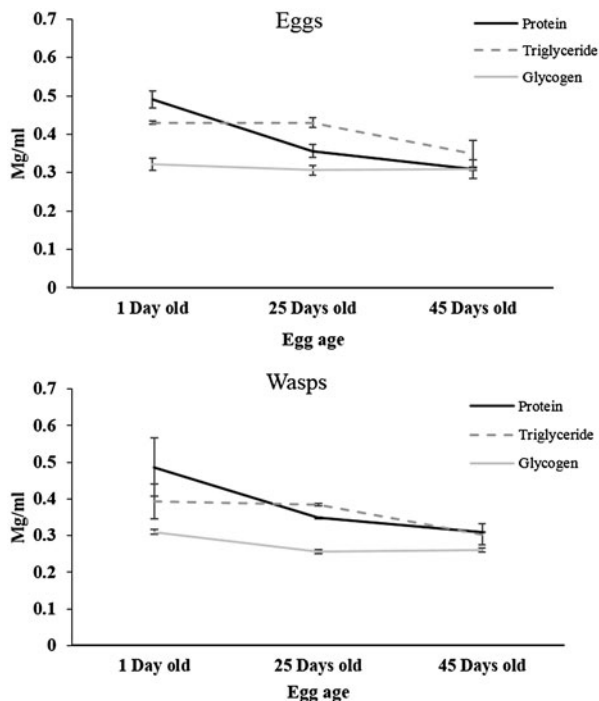 Eggs
0.7
0.6
0.5
0.4
0.3
0.2
0.1
0
Mg/ml
Protein
Triglyceride
Glycogen
1 Day old 25 Days old 45 Days old
Egg age
Wasps
0.7
0.6
0.5
0.4
0.3
0.2
0.1
0
Mg/ml
Protein
Triglyceride
Glycogen
1 Day old 25 Days old 45 Days old
Egg age